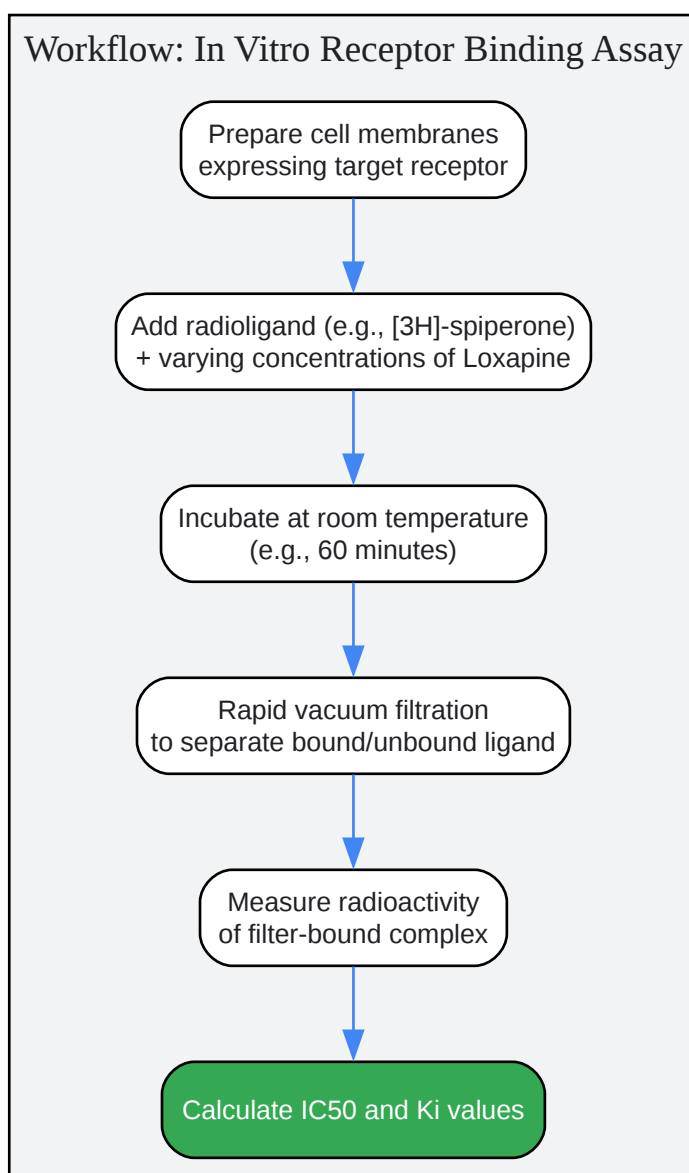 Workflow: In Vitro Receptor Binding Assay
Prepare cell membranes
expressing target receptor
Add radioligand (e.g., [3H]-spiperone)
+ varying concentrations of Loxapine
Incubate at room temperature
(e.g., 60 minutes)
Rapid vacuum filtration
to separate bound/unbound ligand
Measure radioactivity
of filter-bound complex
Calculate IC50 and Ki values